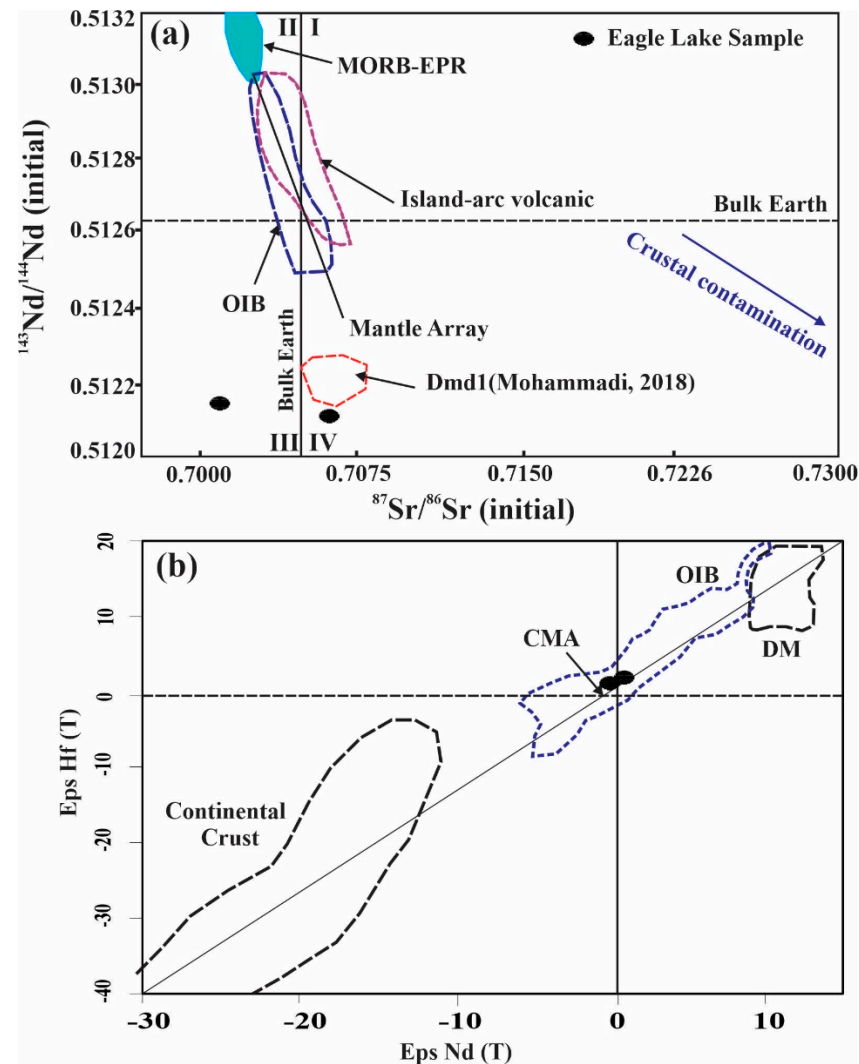 (a)
II I
Eagle Lake Sample
MORB-EPR
Island-arc volcanic
Bulk Earth
OIB
Mantle Array
Crustal contamination
Bulk Earth
Dmd1(Mohammadi, 2018)
III IV
0.5132
0.5130
0.5128
0.5126
0.5124
0.5122
0.5120
¹⁴³Nd/¹⁴⁴Nd (initial)
0.7000 0.7075 0.7150 0.7226 0.7300
⁸⁷Sr/⁸⁶Sr (initial)
(b)
OIB
CMA
DM
Continental
Crust
20
10
0
-10
-20
-30
-40
Eps Hf (T)
-30 -20 -10 0 10
Eps Nd (T)